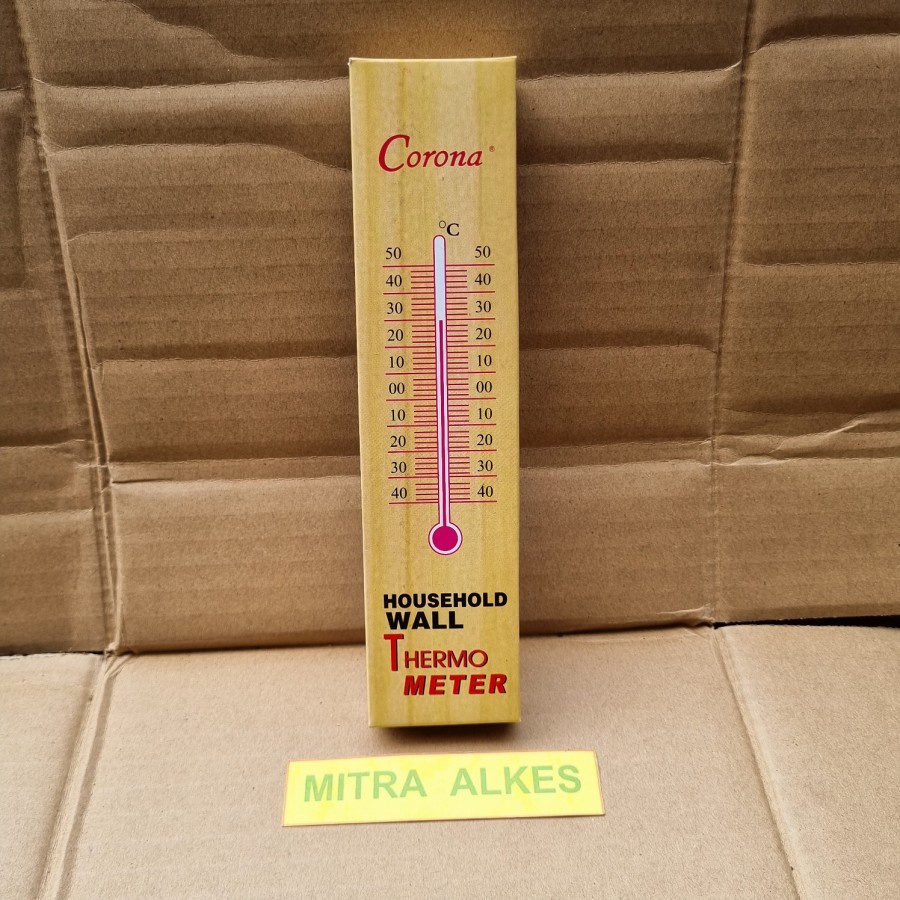 Corona®
°C
50 50
40 40
30 30
20 20
10 10
00 00
10 10
20 20
30 30
40 40
HOUSEHOLD
WALL
THERMO
METER
MITRA ALKES